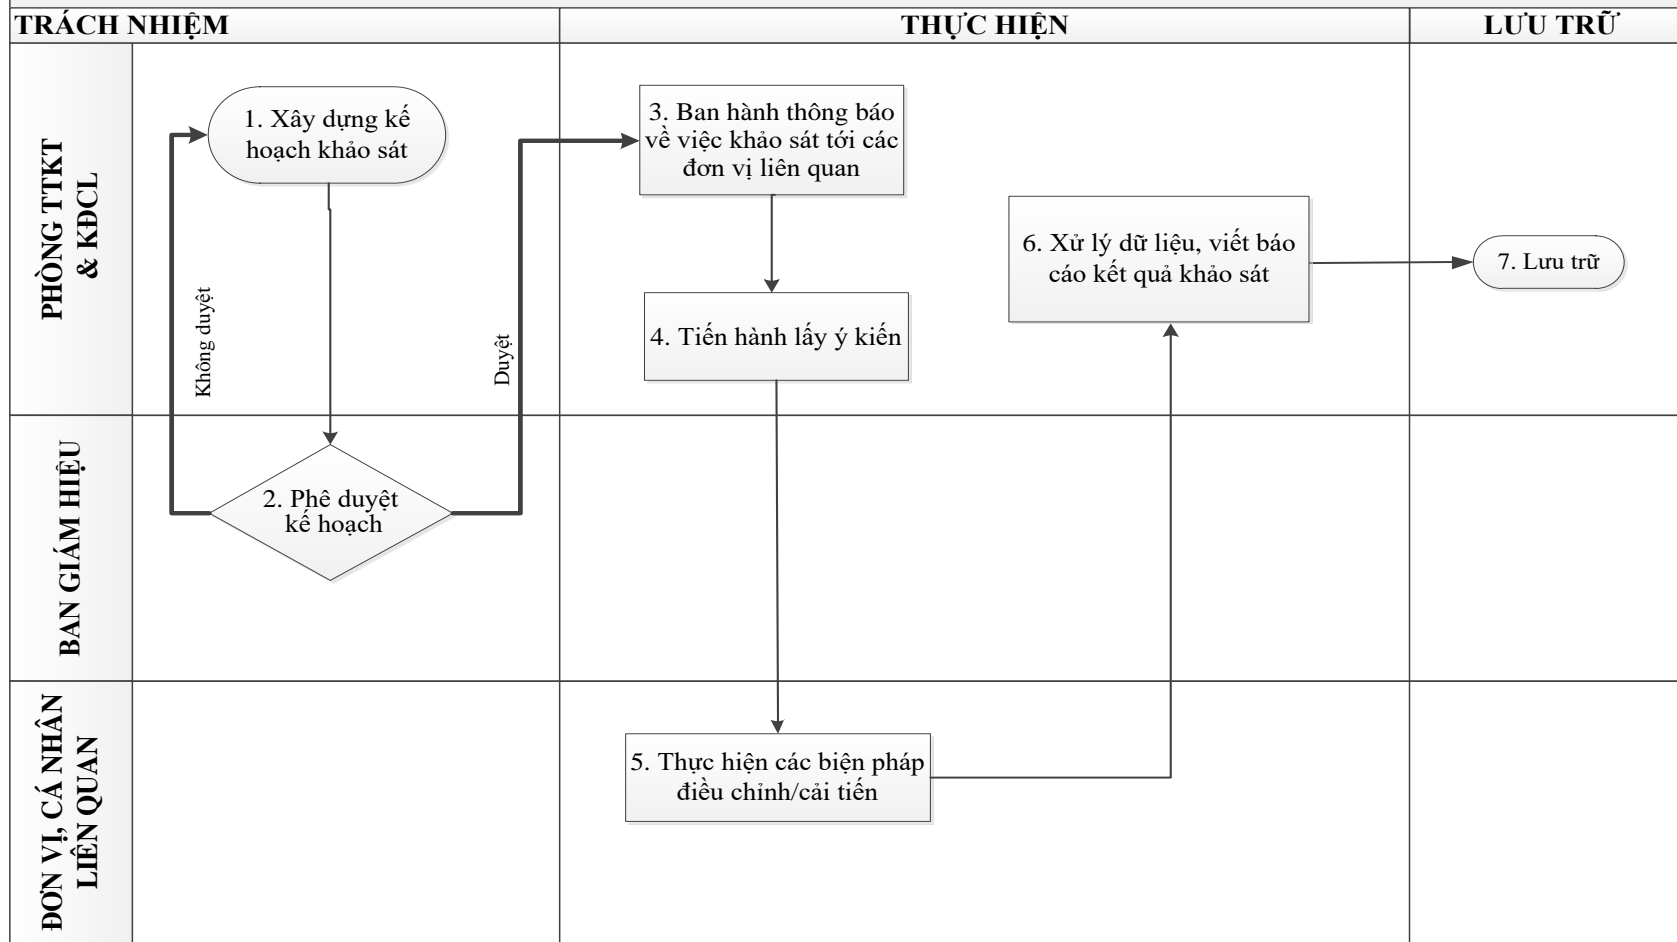 TRÁCH NHIỆM
THỰC HIỆN
LƯU TRỮ
PHÒNG TTKT
& KĐCL
1. Xây dựng kế
hoạch khảo sát
3. Ban hành thông báo
về việc khảo sát tới các
đơn vị liên quan
6. Xử lý dữ liệu, viết báo
cáo kết quả khảo sát
7. Lưu trữ
4. Tiến hành lấy ý kiến
Không duyệt
Duyệt
BAN GIÁM HIỆU
2. Phê duyệt
kế hoạch
ĐƠN VỊ, CÁ NHÂN
LIÊN QUAN
5. Thực hiện các biện pháp
điều chỉnh/cải tiến